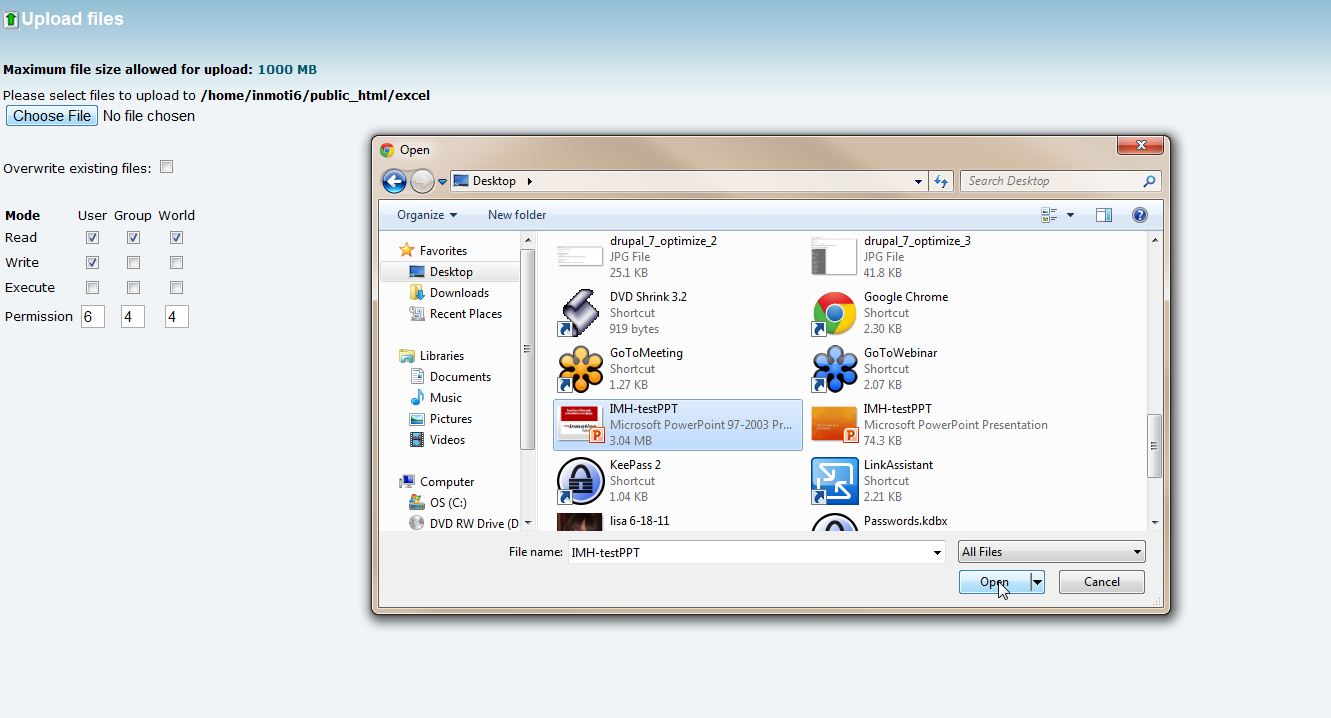 Upload files
Maximum file size allowed for upload: 1000 MB
Please select files to upload to /home/inmoti6/public_html/excel
Choose File No file chosen
Overwrite existing files:
Mode User Group World
Read
Write
Execute
Permission 6 4 4
Open
Desktop
Search Desktop
Organize New folder
Favorites
Desktop
Downloads
Recent Places
Libraries
Documents
Music
Pictures
Videos
Computer
OS (C:)
DVD RW Drive (D
drupal_7_optimize_2
JPG File
25.1 KB
drupal_7_optimize_3
JPG File
41.8 KB
DVD Shrink 3.2
Shortcut
919 bytes
Google Chrome
Shortcut
2.30 KB
GoToMeeting
Shortcut
1.27 KB
GoToWebinar
Shortcut
2.07 KB
IMH-testPPT
Microsoft PowerPoint 97-2003 Pr...
3.04 MB
IMH-testPPT
Microsoft PowerPoint Presentation
74.3 KB
KeePass 2
Shortcut
1.04 KB
LinkAssistant
Shortcut
2.21 KB
lisa 6-18-11
Passwords.kdbx
File name: IMH-testPPT
All Files
Open
Cancel